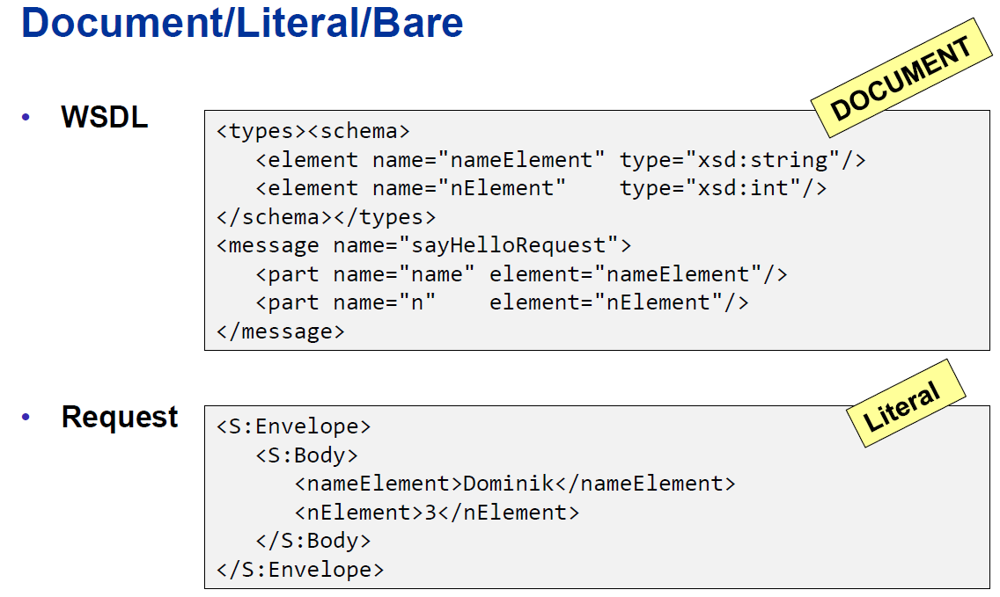 Document/Literal/Bare
DOCUMENT
• WSDL
<types><schema>
   <element name="nameElement" type="xsd:string"/>
   <element name="nElement"    type="xsd:int"/>
</schema></types>
<message name="sayHelloRequest">
   <part name="name" element="nameElement"/>
   <part name="n"    element="nElement"/>
</message>
Literal
• Request
<S:Envelope>
   <S:Body>
      <nameElement>Dominik</nameElement>
      <nElement>3</nElement>
   </S:Body>
</S:Envelope>